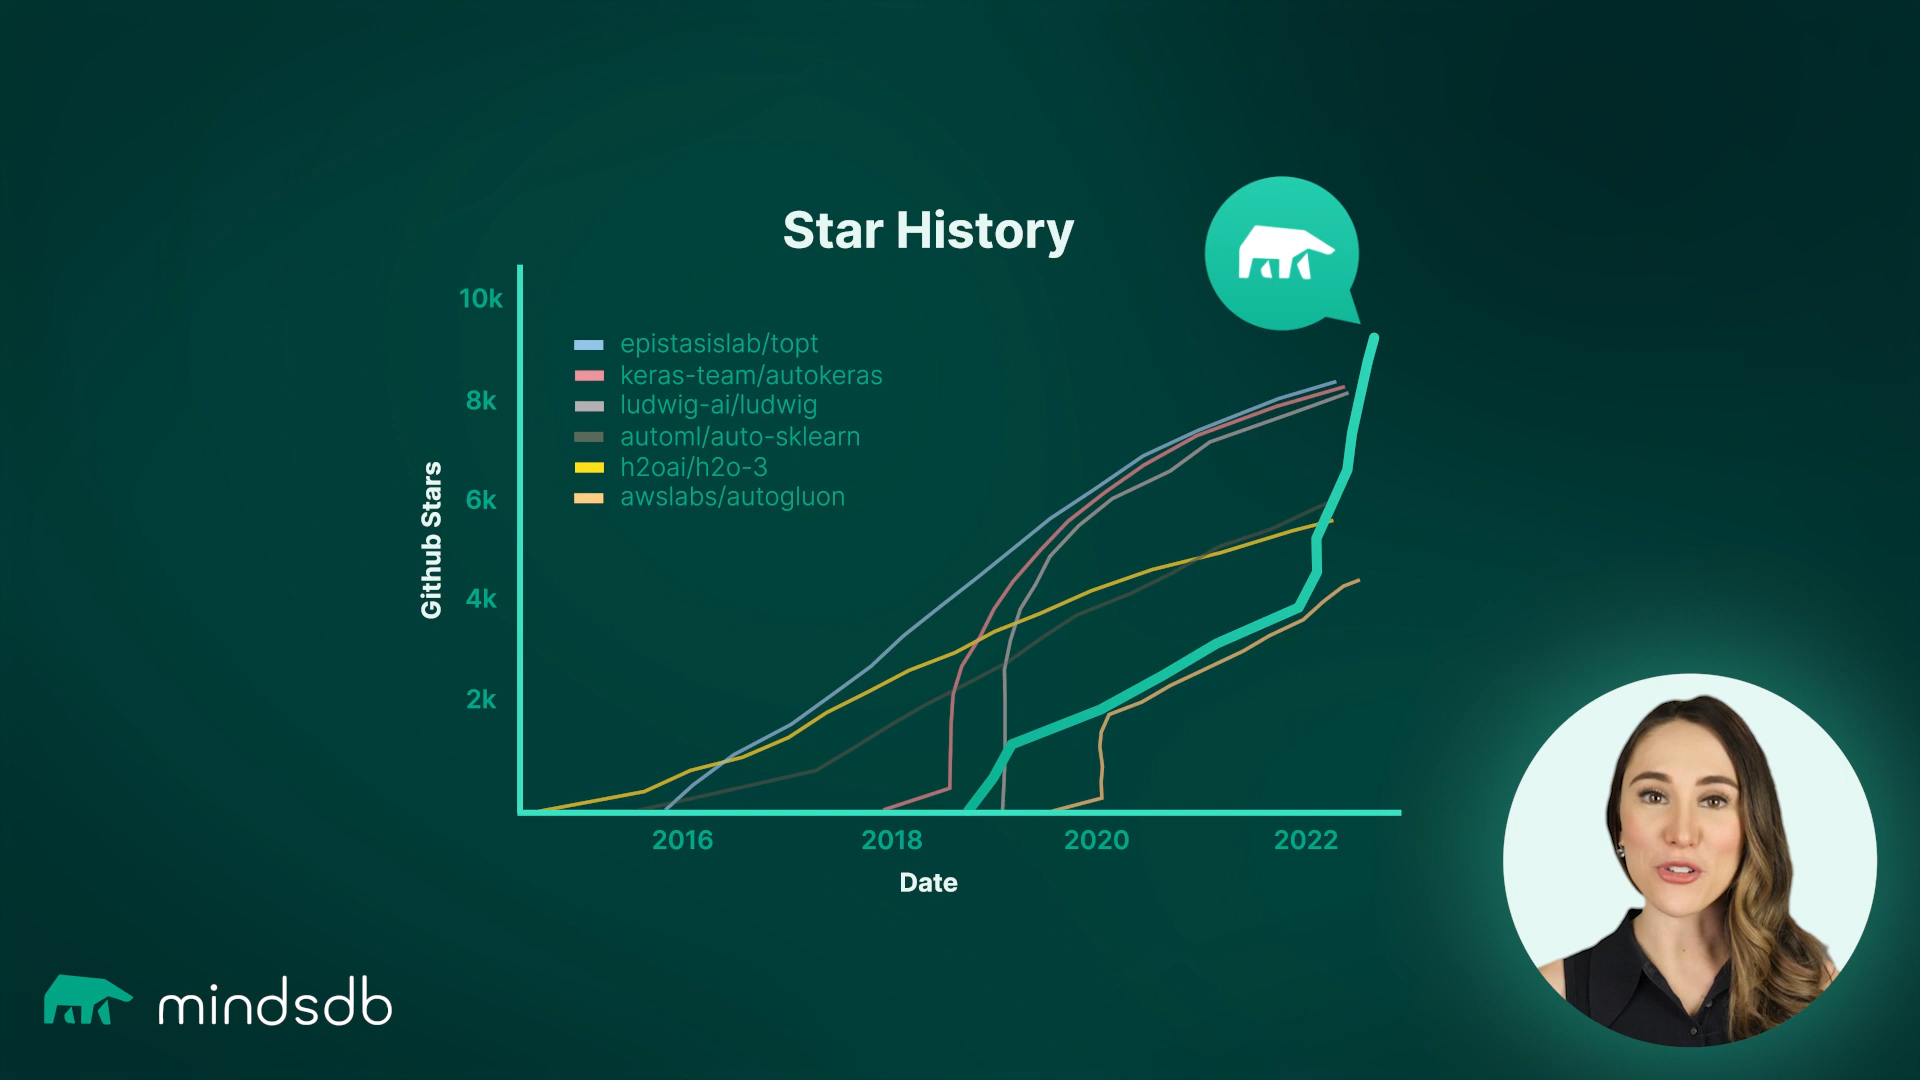 Star History
10k
8k
6k
4k
2k
Github Stars
epistasislab/topt
keras-team/autokeras
ludwig-ai/ludwig
automl/auto-sklearn
h2oai/h2o-3
awslabs/autogluon
2016 2018 2020 2022
Date
mindsdb